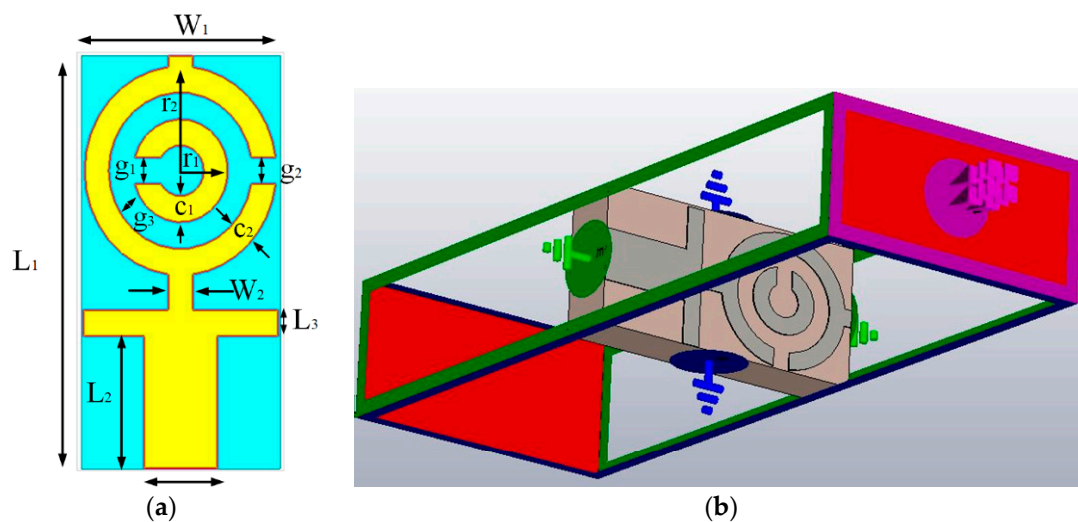 W₁
r₂
r₁
g₁
g₂
c₁
g₃
c₂
L₁
W₂
L₃
L₂
(a)
(b)